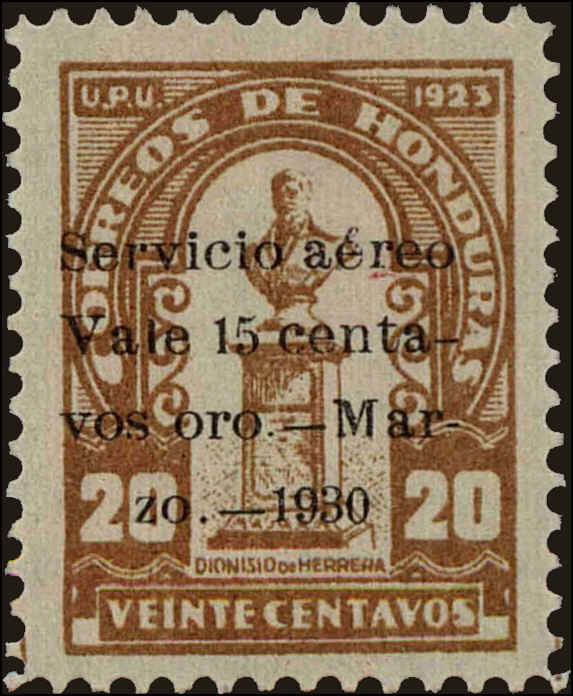 U.P.U. 1923
CORREOS DE HONDURAS
Servicio aéreo
Vale 15 centa-
vos oro.—Mar-
zo.—1930
20 20
DIONISIO DE HERRERA
VEINTE CENTAVOS